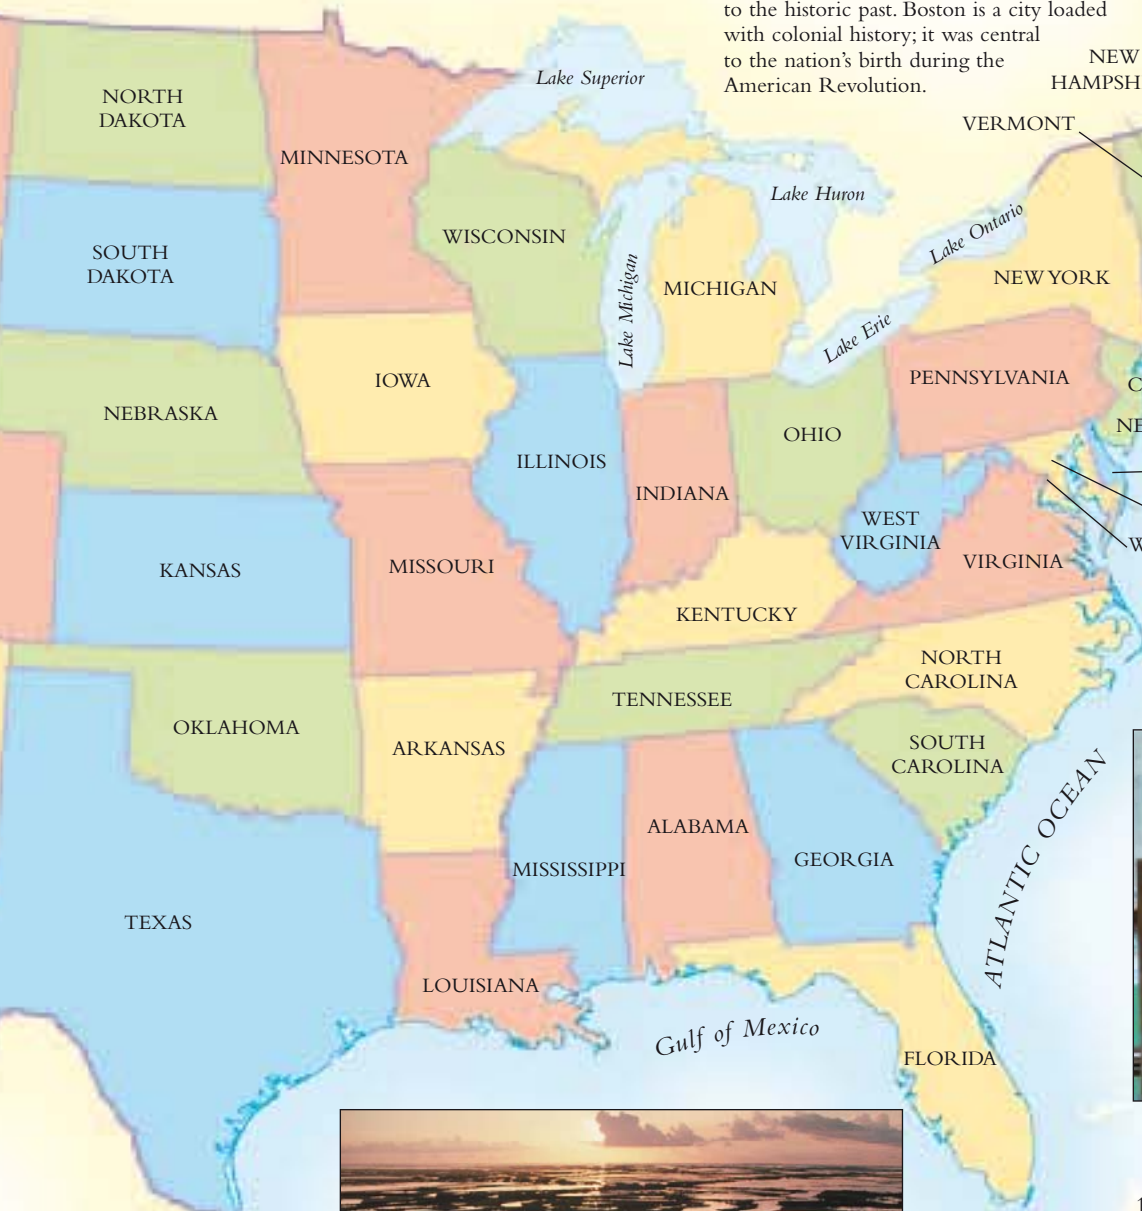 to the historic past. Boston is a city loaded
with colonial history; it was central
to the nation's birth during the
American Revolution.
NEW
HAMPSH
VERMONT
Lake Superior
NORTH
DAKOTA
MINNESOTA
Lake Huron
Lake Ontario
WISCONSIN
SOUTH
DAKOTA
Lake Michigan
MICHIGAN
NEW YORK
Lake Erie
IOWA
PENNSYLVANIA
NEBRASKA
OHIO
NE
ILLINOIS
INDIANA
WEST
VIRGINIA
W
KANSAS
MISSOURI
VIRGINIA
KENTUCKY
NORTH
CAROLINA
TENNESSEE
OKLAHOMA
ARKANSAS
SOUTH
CAROLINA
ATLANTIC OCEAN
ALABAMA
GEORGIA
MISSISSIPPI
TEXAS
LOUISIANA
Gulf of Mexico
FLORIDA